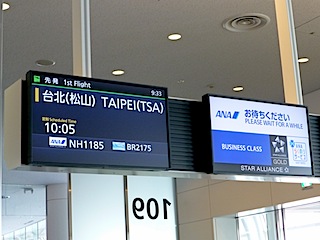 先発 1st Flight 9:33
台北(松山) TAIPEI(TSA)
定刻 Scheduled Time
10:05
ANA NH1185 BR2175
ANA お待ちください
PLEASE WAIT FOR A WHILE
BUSINESS CLASS
GOLD
STAR ALLIANCE
109